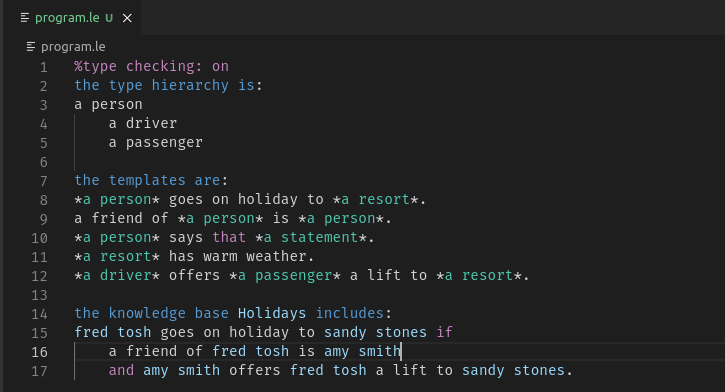 program.le U
program.le
1 %type checking: on
2 the type hierarchy is:
3 a person
4     a driver
5     a passenger
6
7 the templates are:
8 *a person* goes on holiday to *a resort*.
9 a friend of *a person* is *a person*.
10 *a person* says that *a statement*.
11 *a resort* has warm weather.
12 *a driver* offers *a passenger* a lift to *a resort*.
13
14 the knowledge base Holidays includes:
15 fred tosh goes on holiday to sandy stones if
16     a friend of fred tosh is amy smith
17     and amy smith offers fred tosh a lift to sandy stones.